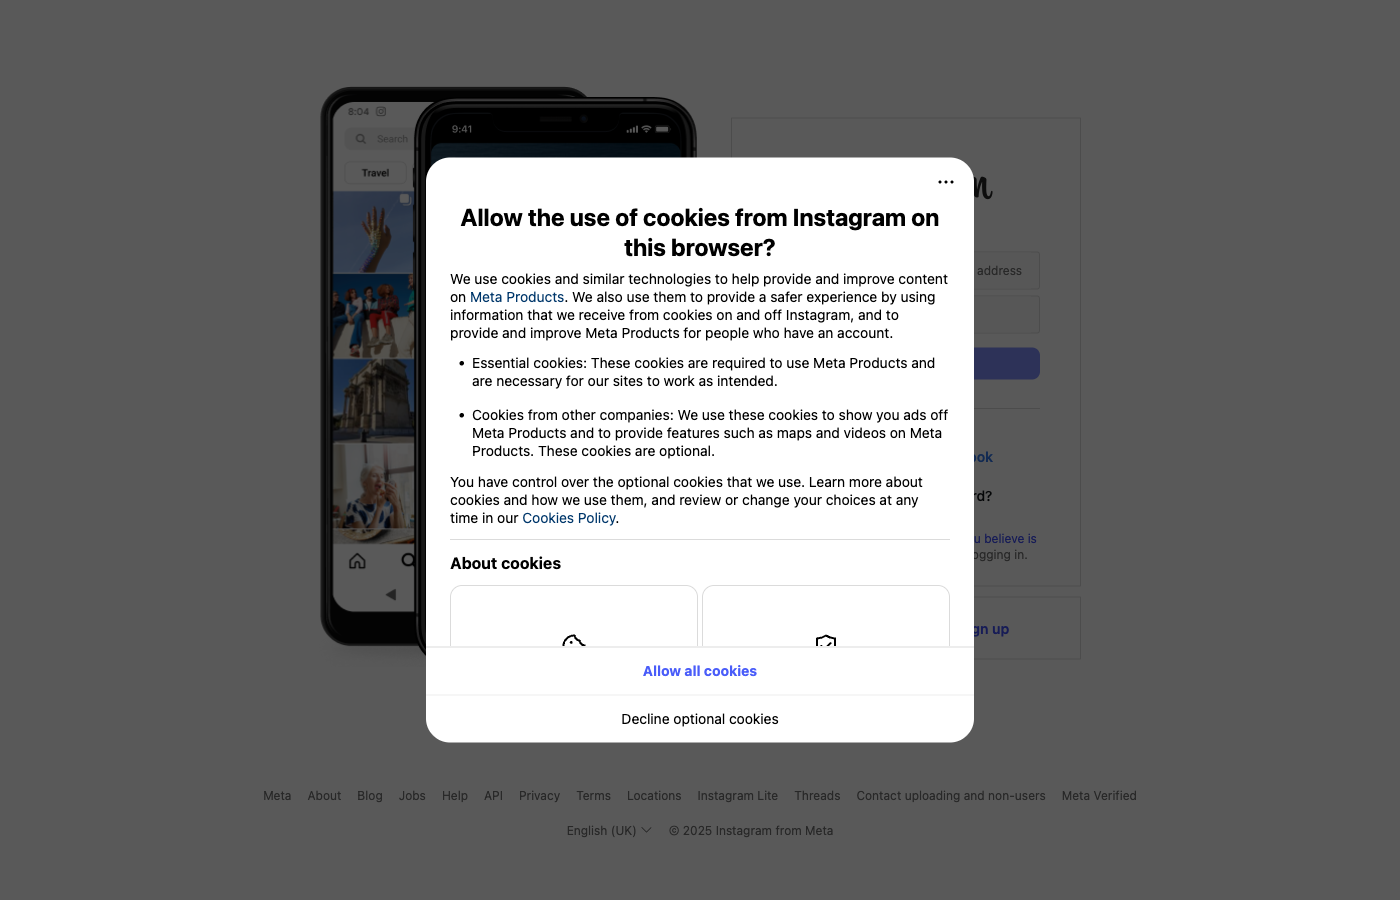 8:04
Search
Travel
9:41
Allow the use of cookies from Instagram on
this browser?
We use cookies and similar technologies to help provide and improve content
on Meta Products. We also use them to provide a safer experience by using
information that we receive from cookies on and off Instagram, and to
provide and improve Meta Products for people who have an account.
• Essential cookies: These cookies are required to use Meta Products and
are necessary for our sites to work as intended.
• Cookies from other companies: We use these cookies to show you ads off
Meta Products and to provide features such as maps and videos on Meta
Products. These cookies are optional.
You have control over the optional cookies that we use. Learn more about
cookies and how we use them, and review or change your choices at any
time in our Cookies Policy.
About cookies
Allow all cookies
Decline optional cookies
address
believe is
logging in.
up
Meta About Blog Jobs Help API Privacy Terms Locations Instagram Lite Threads Contact uploading and non-users Meta Verified
English (UK) © 2025 Instagram from Meta